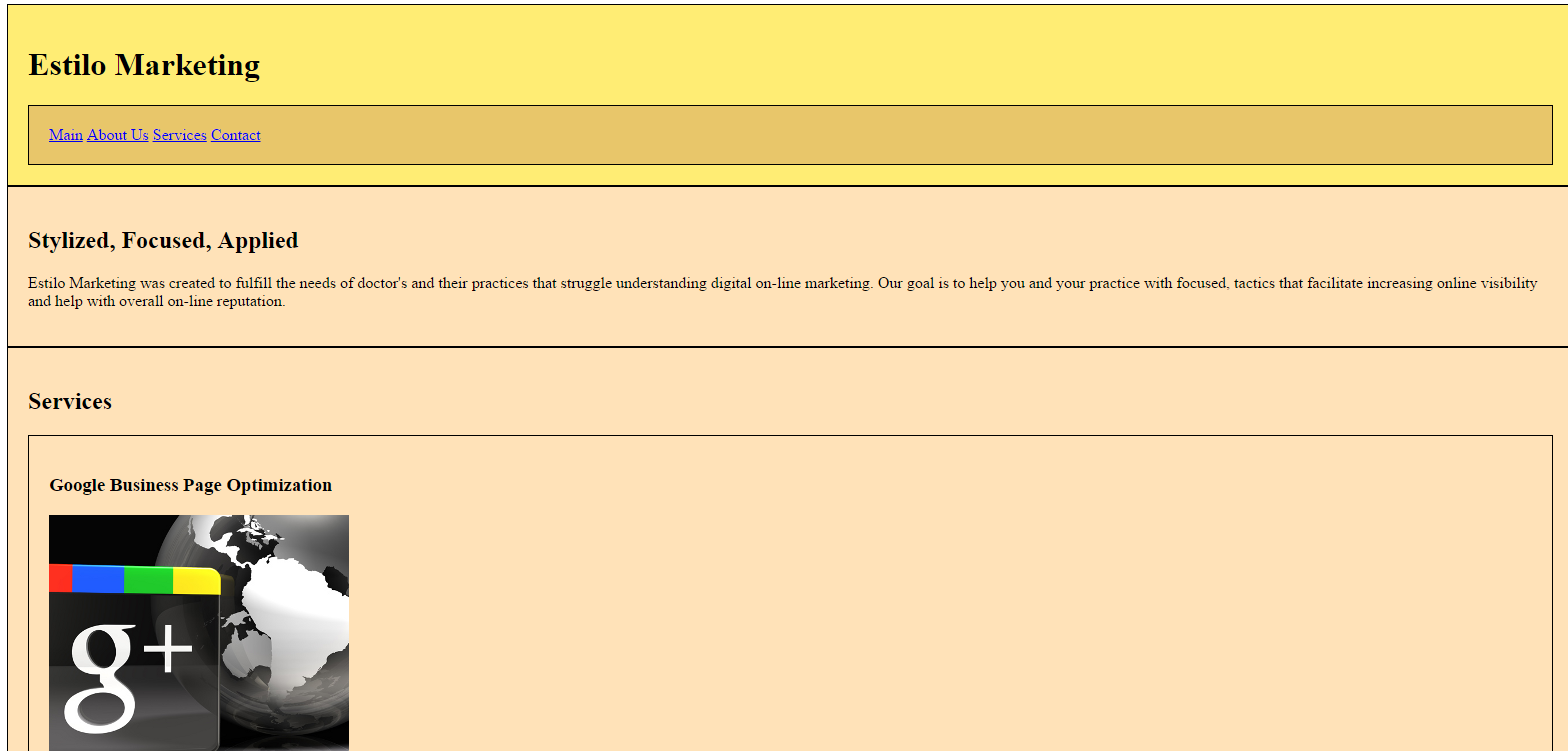 Estilo Marketing
Main About Us Services Contact
Stylized, Focused, Applied
Estilo Marketing was created to fulfill the needs of doctor's and their practices that struggle understanding digital on-line marketing. Our goal is to help you and your practice with focused, tactics that facilitate increasing online visibility
and help with overall on-line reputation.
Services
Google Business Page Optimization
g+